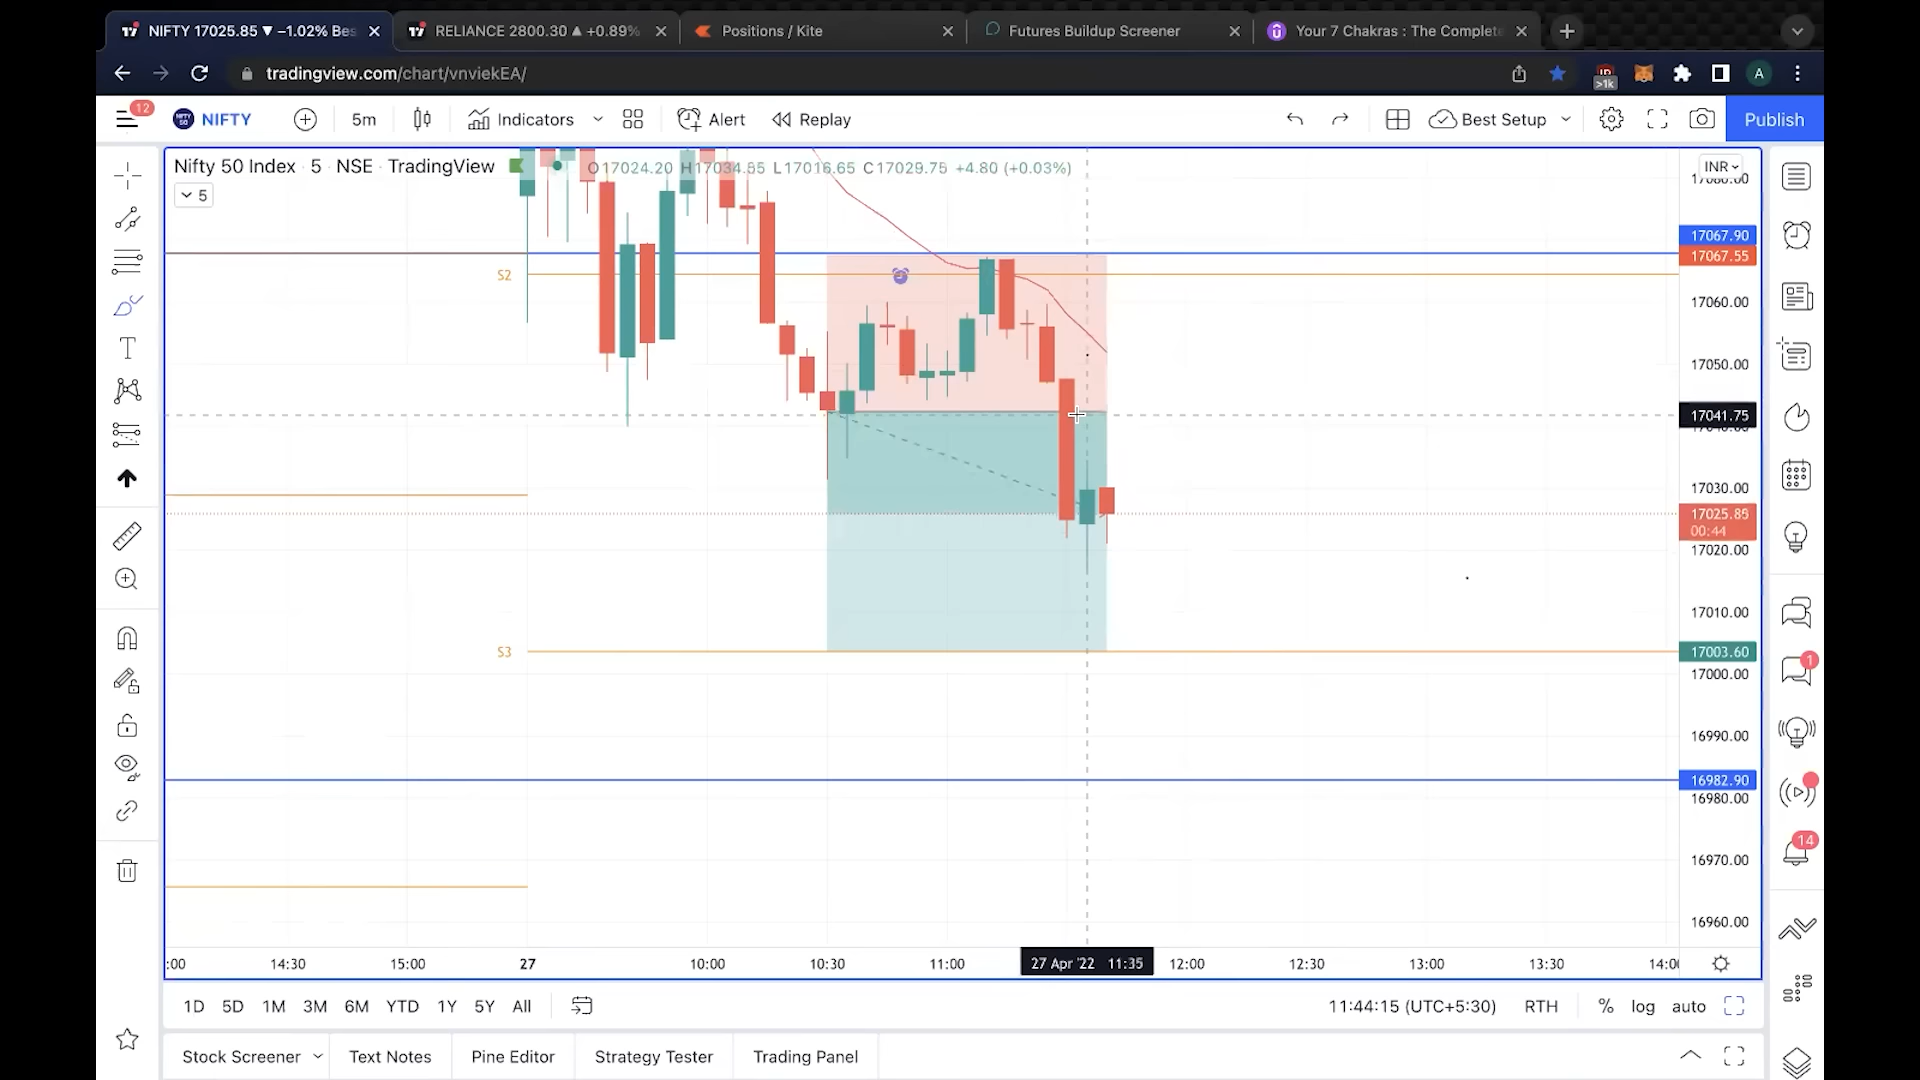 NIFTY 17025.85 ▼ −1.02% Bes
RELIANCE 2800.30 ▲ +0.89%
Positions / Kite
Futures Buildup Screener
Your 7 Chakras : The Complete
tradingview.com/chart/vnviekEA/
>1k
A
12
NIFTY
5m
Indicators
Alert
Replay
Best Setup
Publish
Nifty 50 Index · 5 · NSE · TradingView
O17024.20 H17034.55 L17016.65 C17029.75 +4.80 (+0.03%)
INR
5
17080.00
17067.90
17067.55
S2
17060.00
17050.00
17041.75
17030.00
17025.85
00:44
17020.00
17010.00
S3
17003.60
17000.00
16990.00
16982.90
16980.00
16970.00
16960.00
1
14
:00
14:30
15:00
27
10:00
10:30
11:00
27 Apr '22 11:35
12:00
12:30
13:00
13:30
14:00
1D 5D 1M 3M 6M YTD 1Y 5Y All
11:44:15 (UTC+5:30)
RTH
% log auto
Stock Screener
Text Notes
Pine Editor
Strategy Tester
Trading Panel